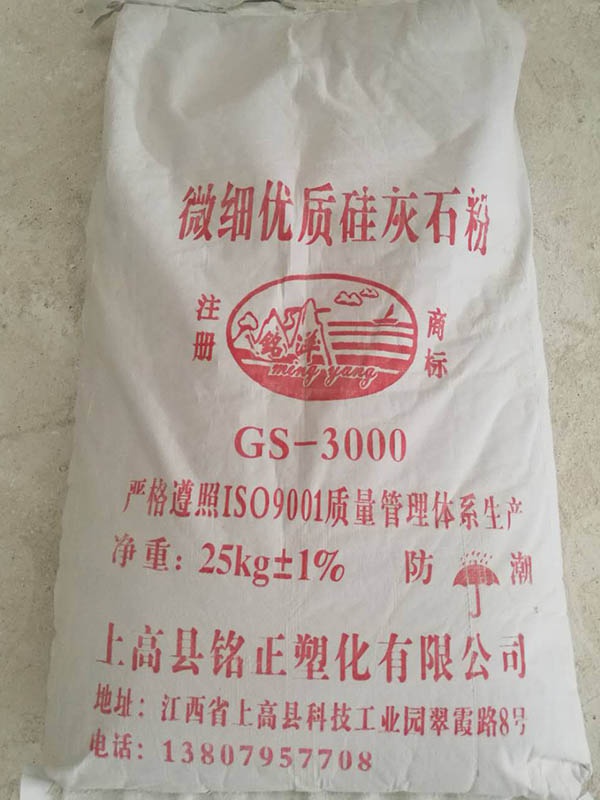 微细优质硅灰石粉
注册
商标
铭洋
ming yang
GS-3000
严格遵照ISO9001质量管理体系生产
净重：25kg±1% 防潮
上高县铭正塑化有限公司
地址：江西省上高县科技工业园翠霞路8号
电话：13807957708